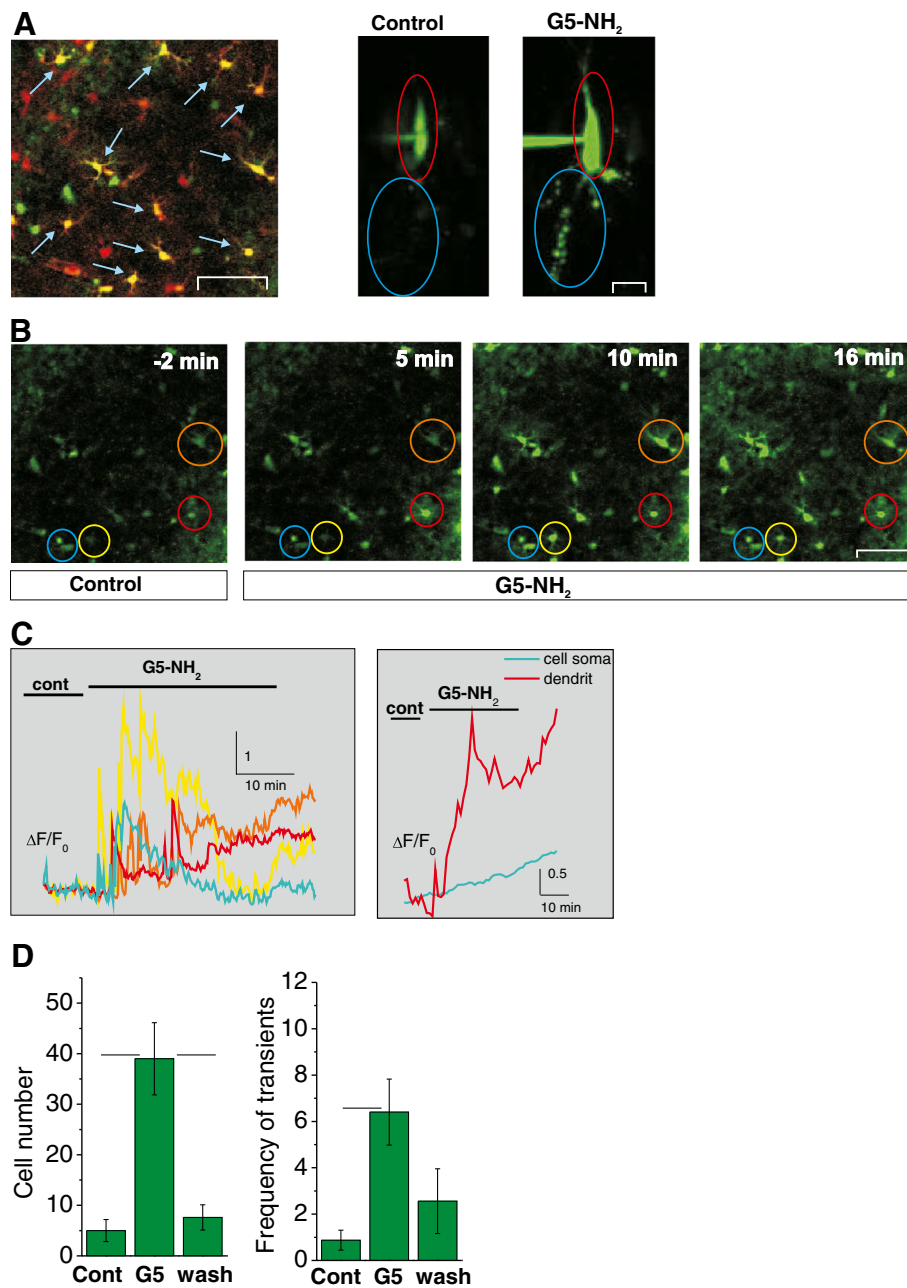 A
Control
G5-NH2
B
-2 min
5 min
10 min
16 min
Control
G5-NH2
C
cont
G5-NH2
1
10 min
ΔF/F0
cell soma
dendrit
cont
G5-NH2
ΔF/F0
0.5
10 min
D
Cell number
50
40
30
20
10
0
Cont
G5
wash
Frequency of transients
12
10
8
6
4
2
0
Cont
G5
wash